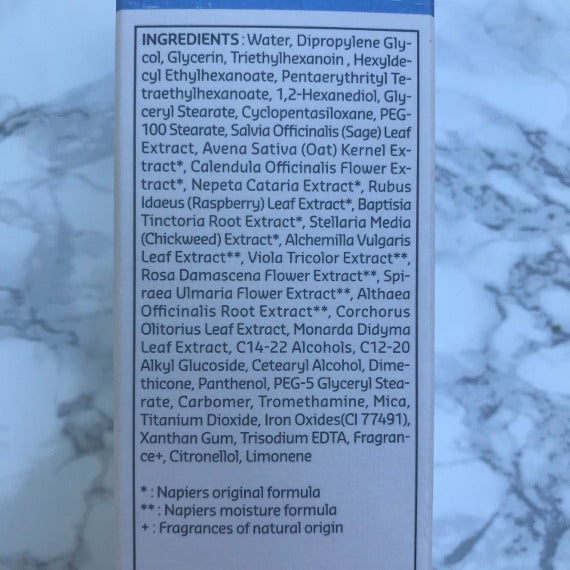 INGREDIENTS : Water, Dipropylene Gly-
col, Glycerin, Triethylhexanoin , Hexylde-
cyl Ethylhexanoate, Pentaerythrityl Te-
traethylhexanoate, 1,2-Hexanediol, Gly-
ceryl Stearate, Cyclopentasiloxane, PEG-
100 Stearate, Salvia Officinalis (Sage) Leaf
Extract, Avena Sativa (Oat) Kernel Ex-
tract*, Calendula Officinalis Flower Ex-
tract*, Nepeta Cataria Extract*, Rubus
Idaeus (Raspberry) Leaf Extract*, Baptisia
Tinctoria Root Extract*, Stellaria Media
(Chickweed) Extract*, Alchemilla Vulgaris
Leaf Extract**, Viola Tricolor Extract**,
Rosa Damascena Flower Extract**, Spi-
raea Ulmaria Flower Extract**, Althaea
Officinalis Root Extract**, Corchorus
Olitorius Leaf Extract, Monarda Didyma
Leaf Extract, C14-22 Alcohols, C12-20
Alkyl Glucoside, Cetearyl Alcohol, Dime-
thicone, Panthenol, PEG-5 Glyceryl Stea-
rate, Carbomer, Tromethamine, Mica,
Titanium Dioxide, Iron Oxides(CI 77491),
Xanthan Gum, Trisodium EDTA, Fragran-
ce+, Citronellol, Limonene
* : Napiers original formula
** : Napiers moisture formula
+ : Fragrances of natural origin